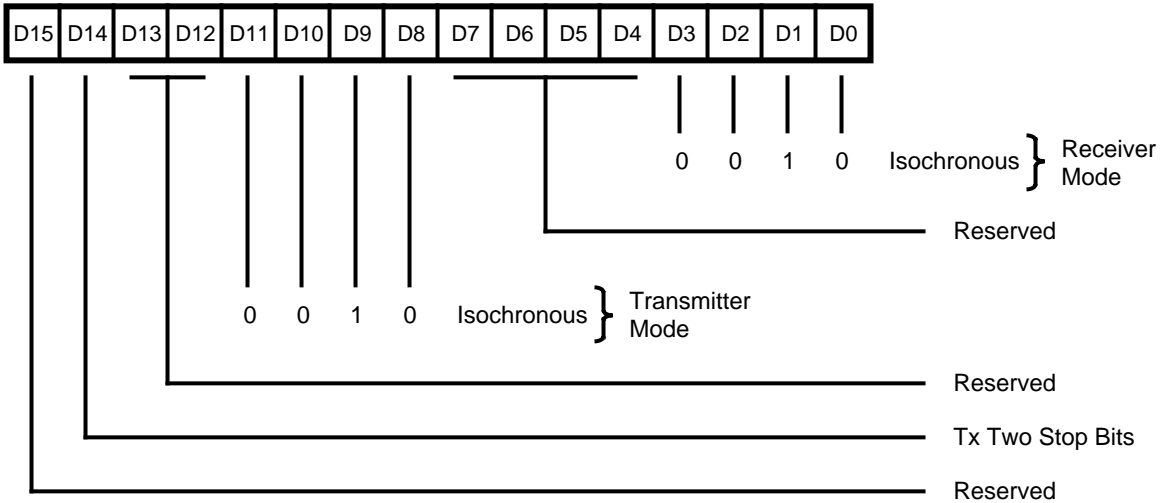 D15 D14 D13 D12 D11 D10 D9 D8 D7 D6 D5 D4 D3 D2 D1 D0
0 0 1 0 Isochronous } Receiver
Mode
Reserved
0 0 1 0 Isochronous } Transmitter
Mode
Reserved
Tx Two Stop Bits
Reserved